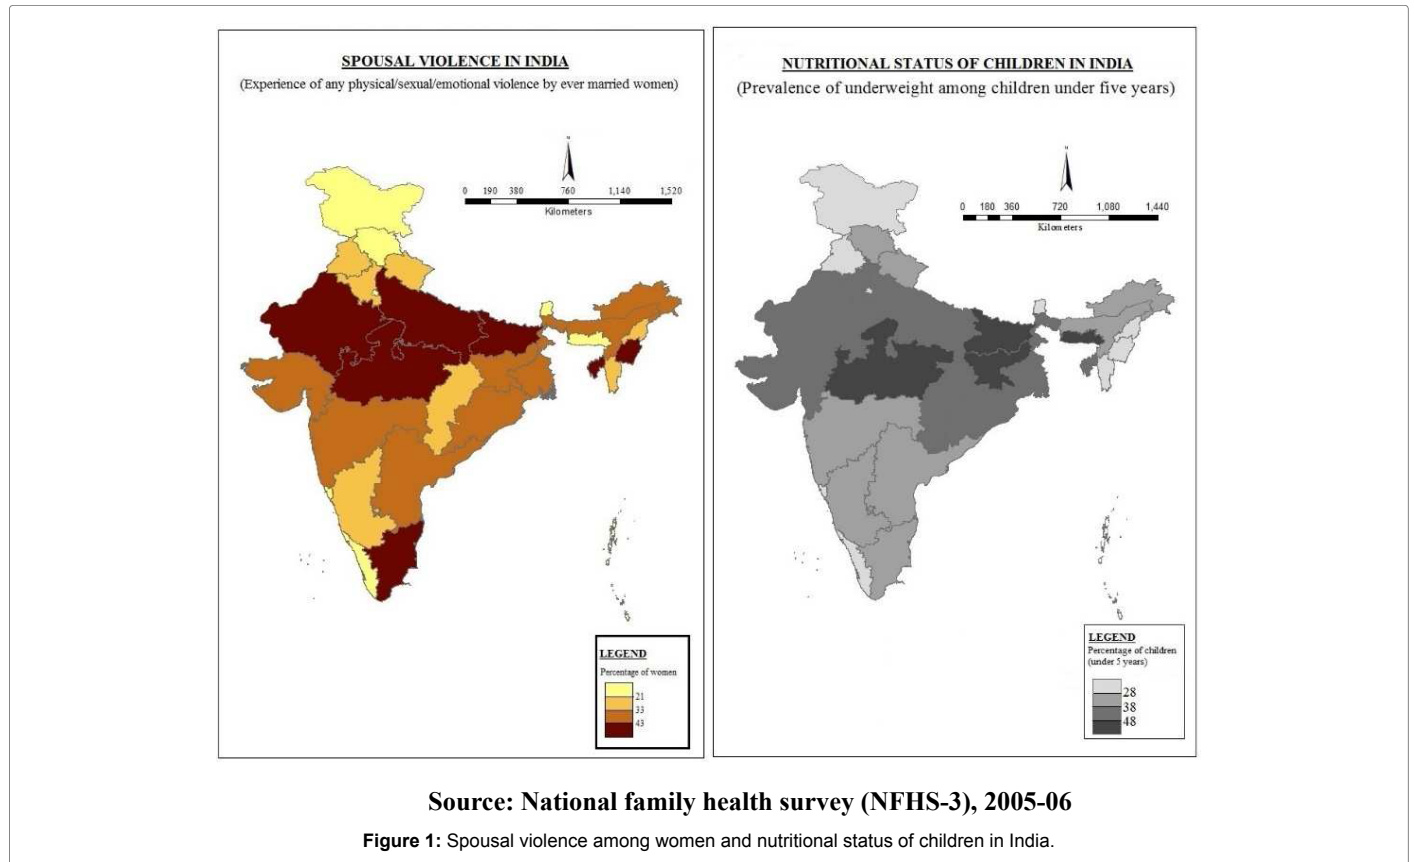 SPOUSAL VIOLENCE IN INDIA
(Experience of any physical/sexual/emotional violence by ever married women)
N
0 190 380 760 1,140 1,520
Kilometers
LEGEND
Percentage of women
21
33
43
NUTRITIONAL STATUS OF CHILDREN IN INDIA
(Prevalence of underweight among children under five years)
N
0 180 360 720 1,080 1,440
Kilometers
LEGEND
Percentage of children
(under 5 years)
28
38
48
Source: National family health survey (NFHS-3), 2005-06
Figure 1: Spousal violence among women and nutritional status of children in India.